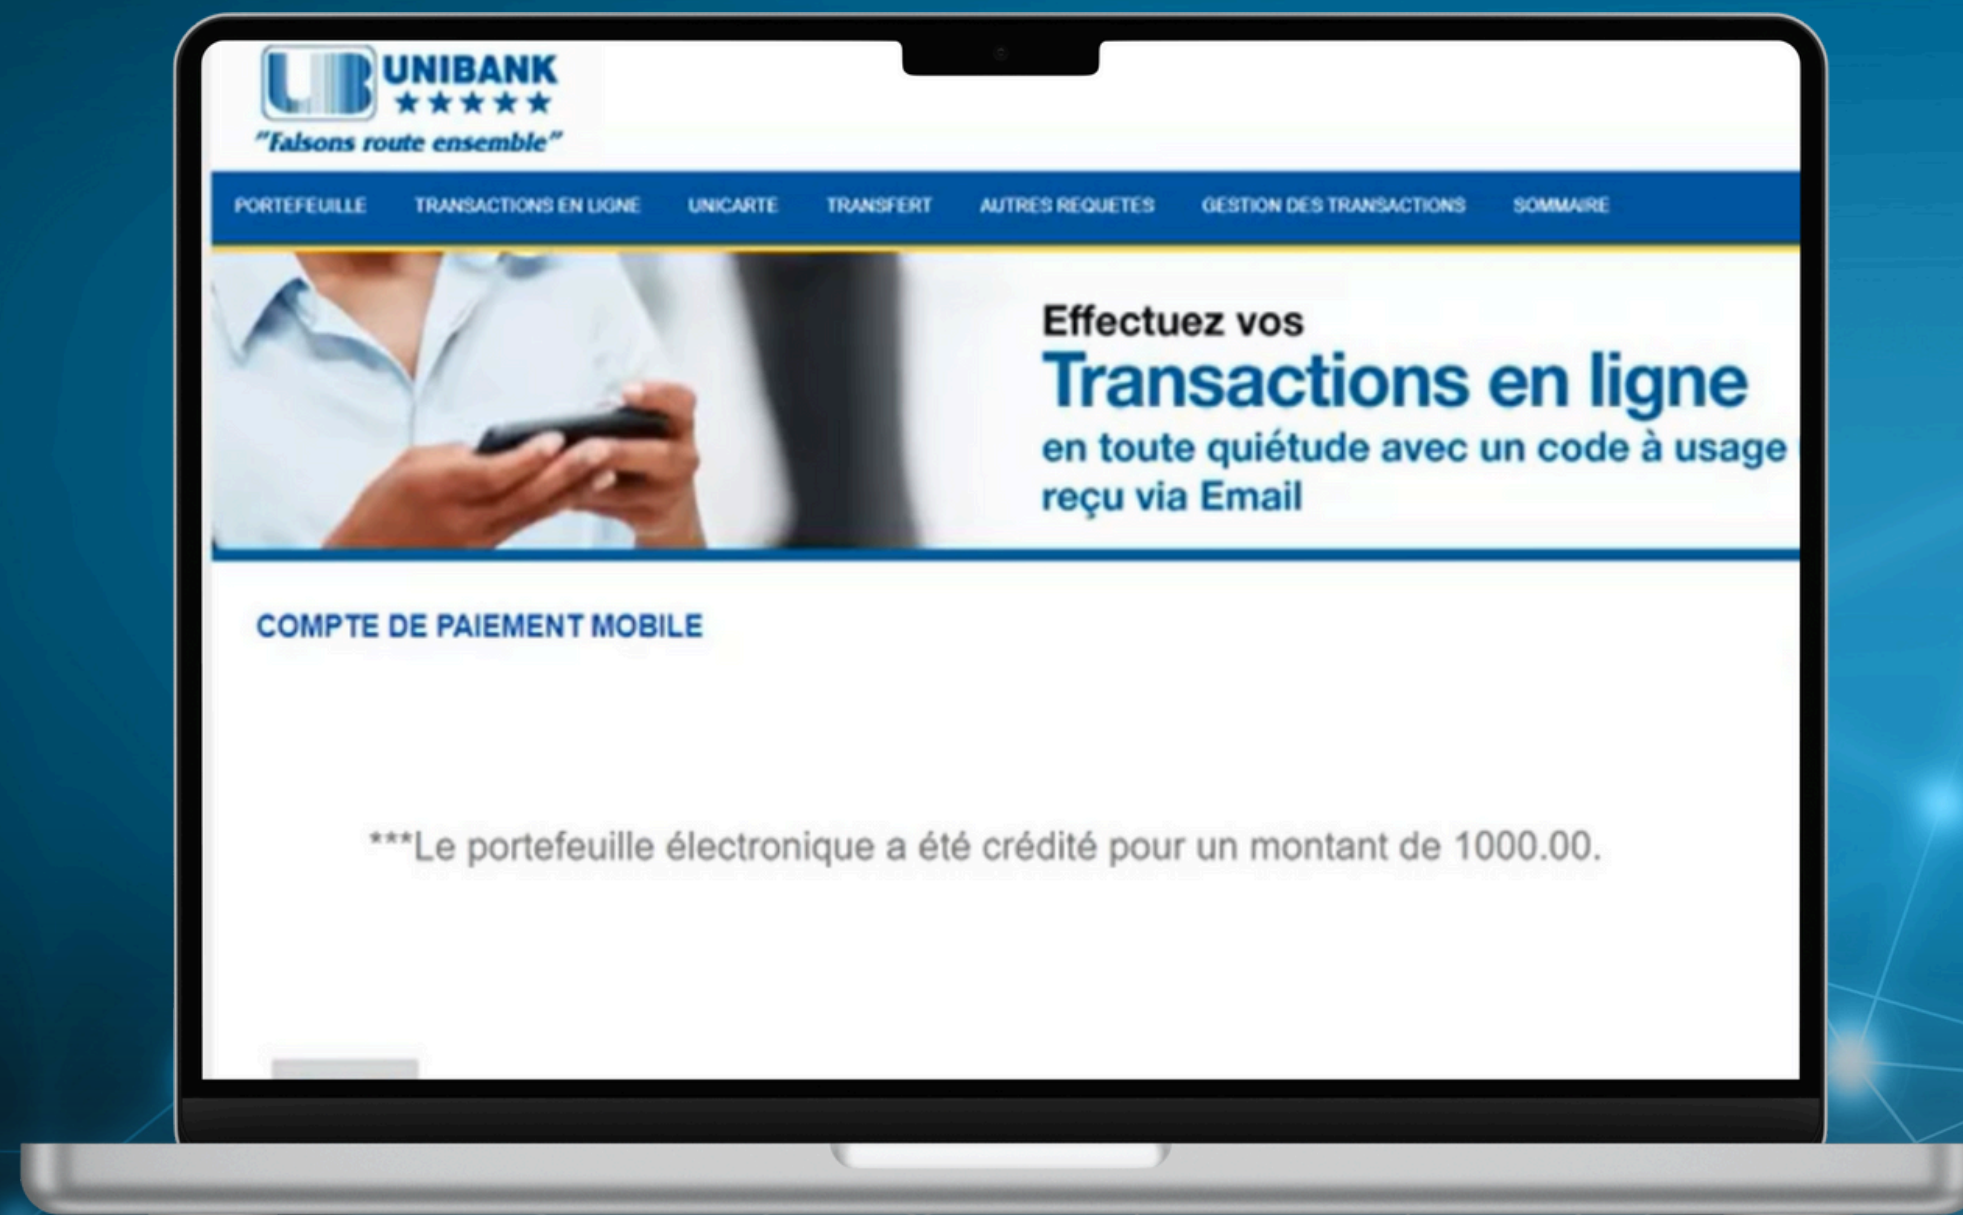 UB UNIBANK
★★★★★
"Faisons route ensemble"
PORTEFEUILLE TRANSACTIONS EN LIGNE UNICARTE TRANSFERT AUTRES REQUETES GESTION DES TRANSACTIONS SOMMAIRE
Effectuez vos
Transactions en ligne
en toute quiétude avec un code à usage
reçu via Email
COMPTE DE PAIEMENT MOBILE
***Le portefeuille électronique a été crédité pour un montant de 1000.00.